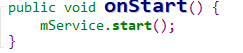 public void onStart() {
    mService.start();
}